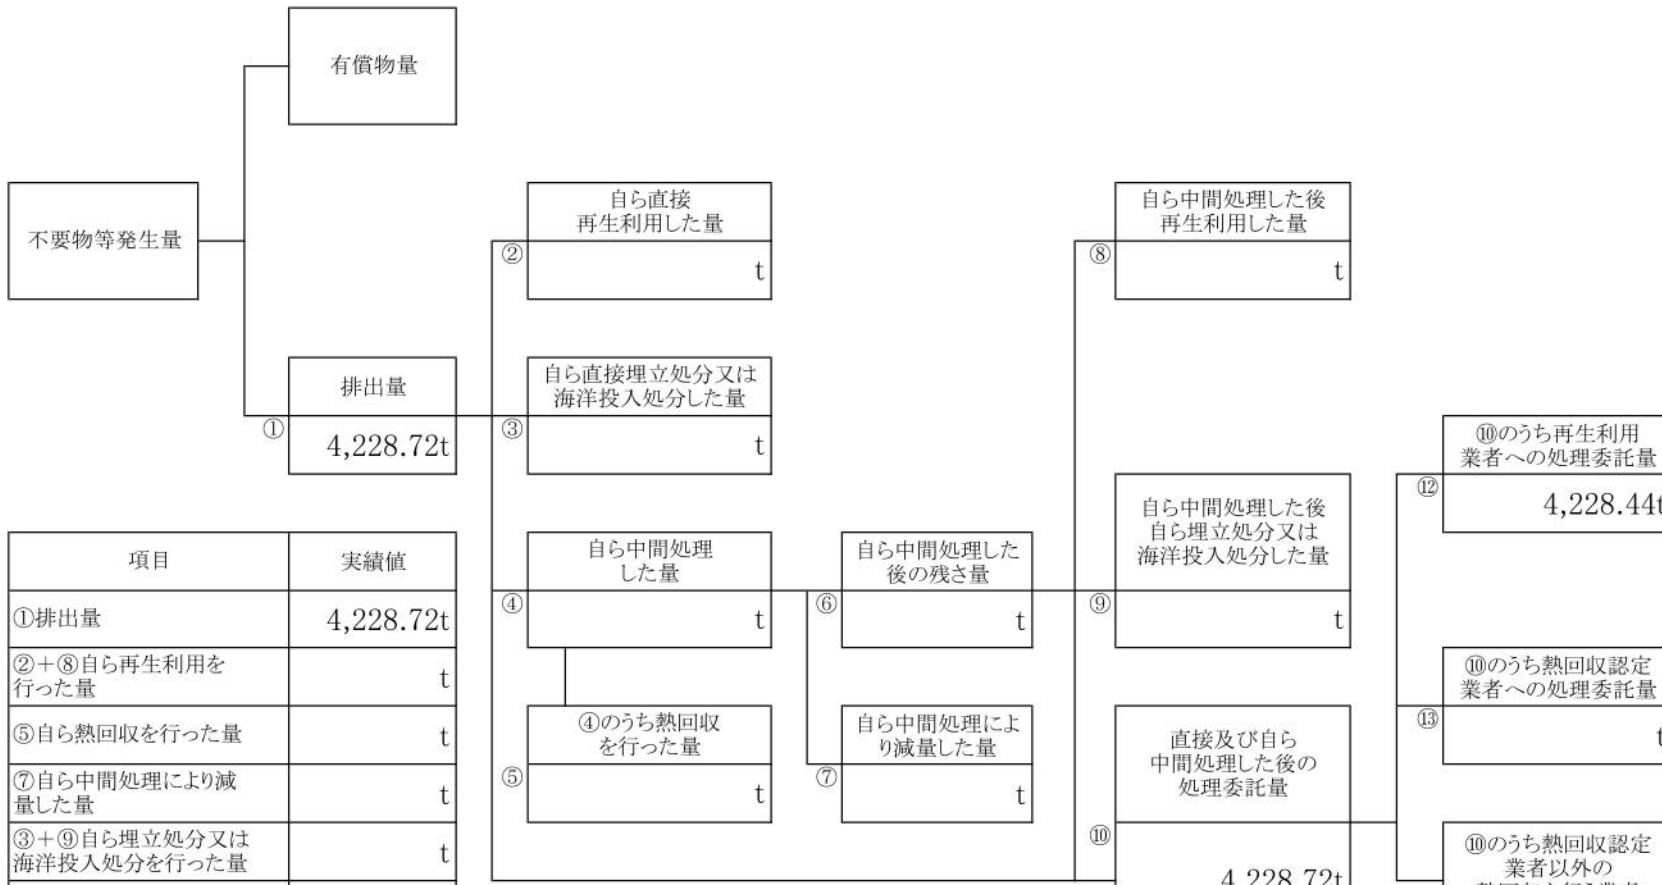 有償物量
不要物等発生量
自ら直接
再生利用した量
②
t
自ら中間処理した後
再生利用した量
⑧
t
排出量
①
4,228.72t
自ら直接埋立処分又は
海洋投入処分した量
③
t
⑩のうち再生利用
業者への処理委託量
⑫
4,228.44t
自ら中間処理した後
自ら埋立処分又は
海洋投入処分した量
⑨
t
項目
実績値
①排出量
4,228.72t
②+⑧自ら再生利用を
行った量
t
⑤自ら熱回収を行った量
t
⑦自ら中間処理により減
量した量
t
③+⑨自ら埋立処分又は
海洋投入処分を行った量
t
自ら中間処理
した量
④
t
自ら中間処理した
後の残さ量
⑥
t
④のうち熱回収
を行った量
⑤
t
自ら中間処理によ
り減量した量
⑦
t
直接及び自ら
中間処理した後の
処理委託量
⑩
4,228.72t
⑩のうち熱回収認定
業者への処理委託量
⑬
t
⑩のうち熱回収認定
業者以外の